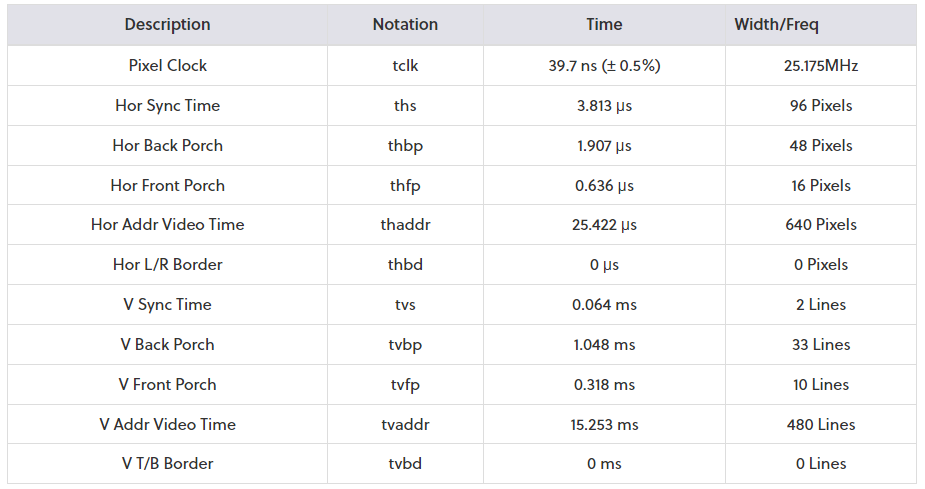 Description Notation Time Width/Freq
Pixel Clock tclk 39.7 ns (± 0.5%) 25.175MHz
Hor Sync Time ths 3.813 µs 96 Pixels
Hor Back Porch thbp 1.907 µs 48 Pixels
Hor Front Porch thfp 0.636 µs 16 Pixels
Hor Addr Video Time thaddr 25.422 µs 640 Pixels
Hor L/R Border thbd 0 µs 0 Pixels
V Sync Time tvs 0.064 ms 2 Lines
V Back Porch tvbp 1.048 ms 33 Lines
V Front Porch tvfp 0.318 ms 10 Lines
V Addr Video Time tvaddr 15.253 ms 480 Lines
V T/B Border tvbd 0 ms 0 Lines